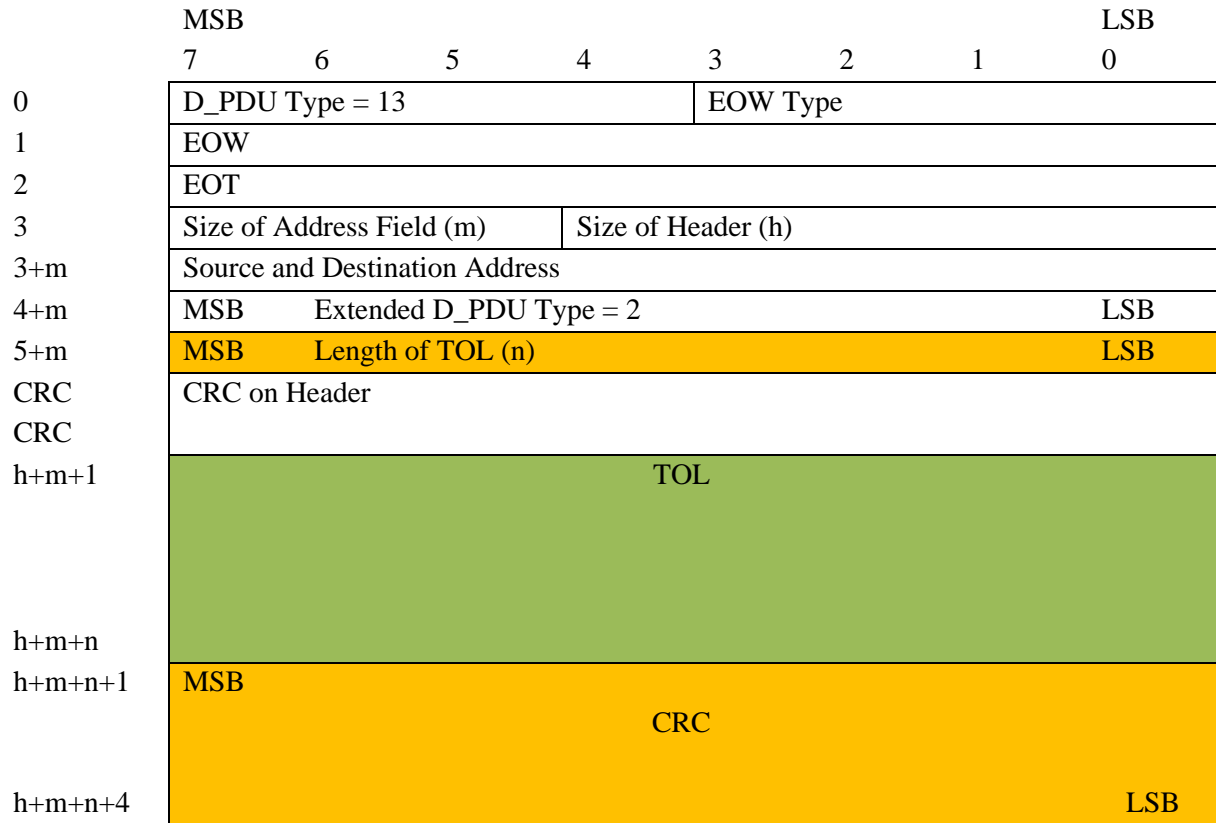 MSB LSB
7 6 5 4 3 2 1 0
0 D_PDU Type = 13 EOW Type
1 EOW
2 EOT
3 Size of Address Field (m) Size of Header (h)
3+m Source and Destination Address
4+m MSB Extended D_PDU Type = 2 LSB
5+m MSB Length of TOL (n) LSB
CRC CRC on Header
CRC
h+m+1 TOL
h+m+n
h+m+n+1 MSB
CRC
h+m+n+4 LSB